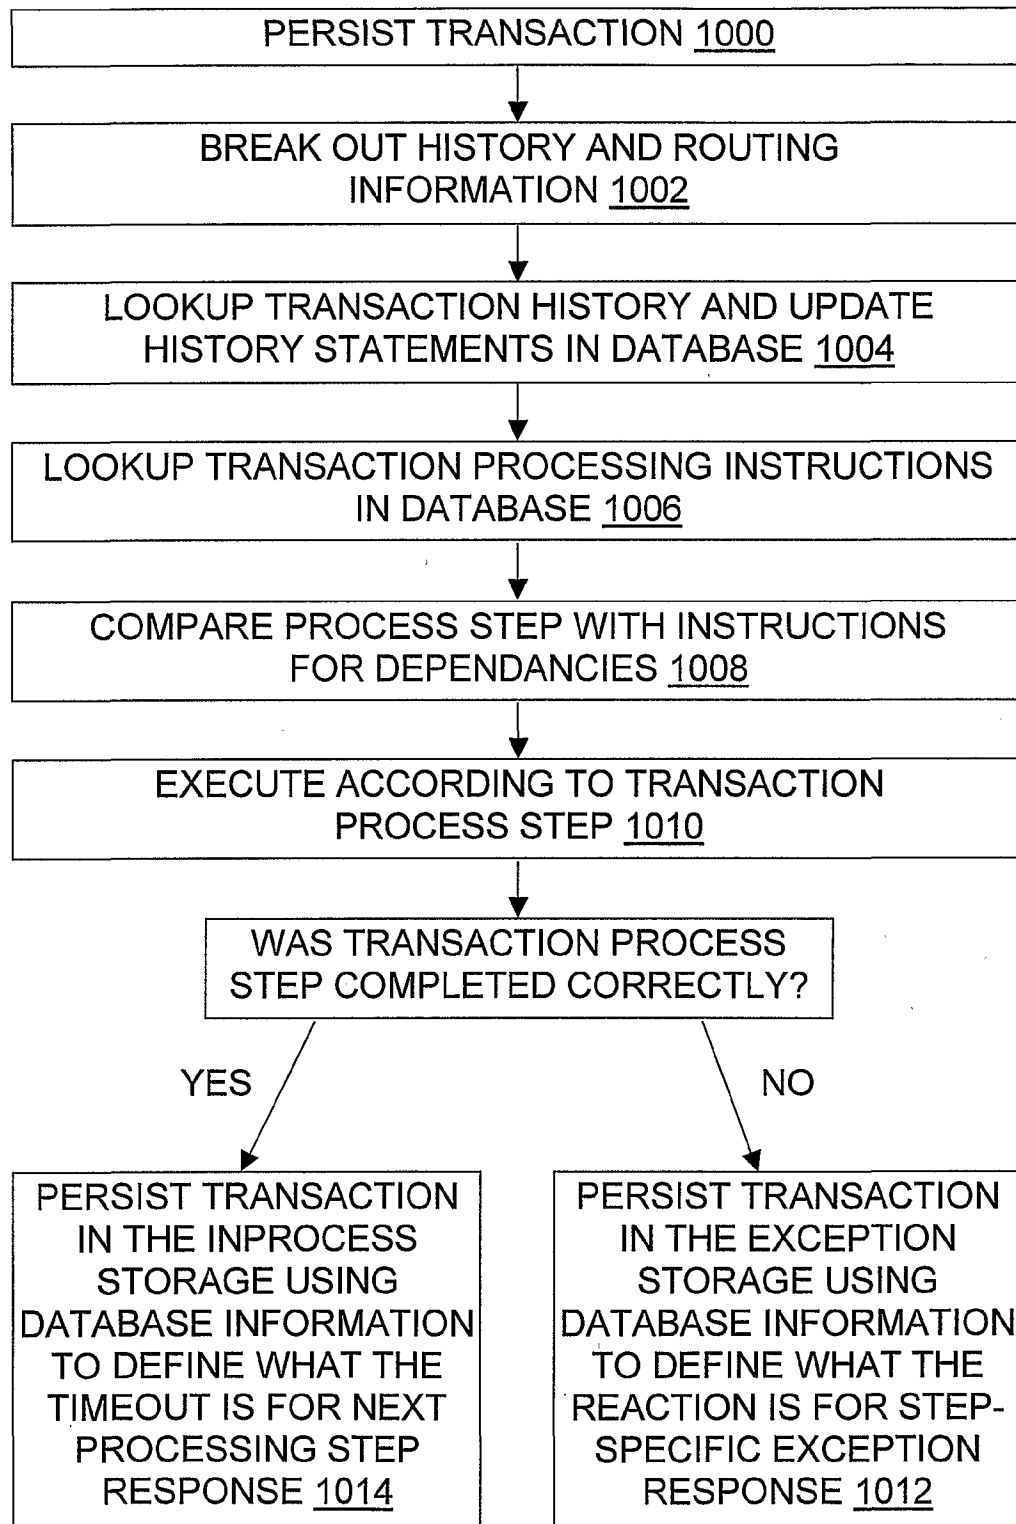 PERSIST TRANSACTION 1000
BREAK OUT HISTORY AND ROUTING
INFORMATION 1002
LOOKUP TRANSACTION HISTORY AND UPDATE
HISTORY STATEMENTS IN DATABASE 1004
LOOKUP TRANSACTION PROCESSING INSTRUCTIONS
IN DATABASE 1006
COMPARE PROCESS STEP WITH INSTRUCTIONS
FOR DEPENDANCIES 1008
EXECUTE ACCORDING TO TRANSACTION
PROCESS STEP 1010
WAS TRANSACTION PROCESS
STEP COMPLETED CORRECTLY?
YES
NO
PERSIST TRANSACTION
IN THE INPROCESS
STORAGE USING
DATABASE INFORMATION
TO DEFINE WHAT THE
TIMEOUT IS FOR NEXT
PROCESSING STEP
RESPONSE 1014
PERSIST TRANSACTION
IN THE EXCEPTION
STORAGE USING
DATABASE INFORMATION
TO DEFINE WHAT THE
REACTION IS FOR STEP-
SPECIFIC EXCEPTION
RESPONSE 1012